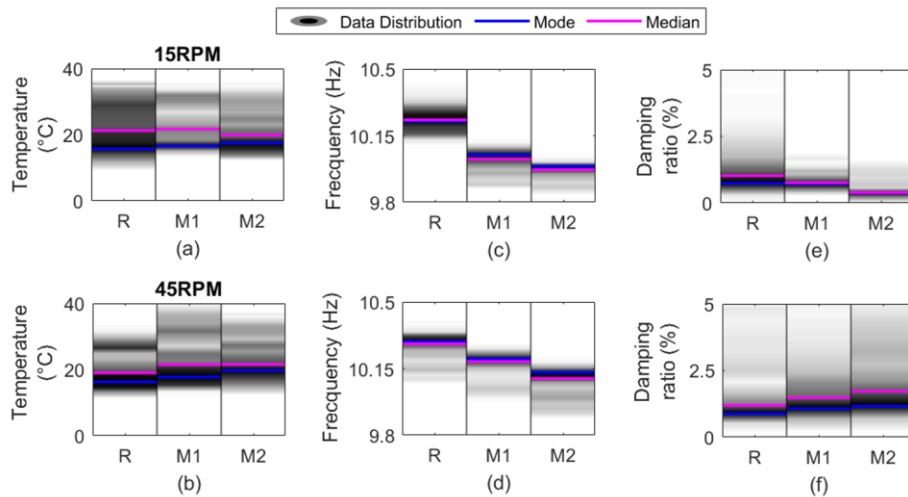 Data Distribution Mode Median
15RPM
Temperature (°C)
40
20
0
R M1 M2
(a)
Frecquency (Hz)
10.5
10.15
9.8
R M1 M2
(c)
Damping ratio (%)
5
2.5
0
R M1 M2
(e)
45RPM
Temperature (°C)
40
20
0
R M1 M2
(b)
Frequency (Hz)
10.5
10.15
9.8
R M1 M2
(d)
Damping ratio (%)
5
2.5
0
R M1 M2
(f)